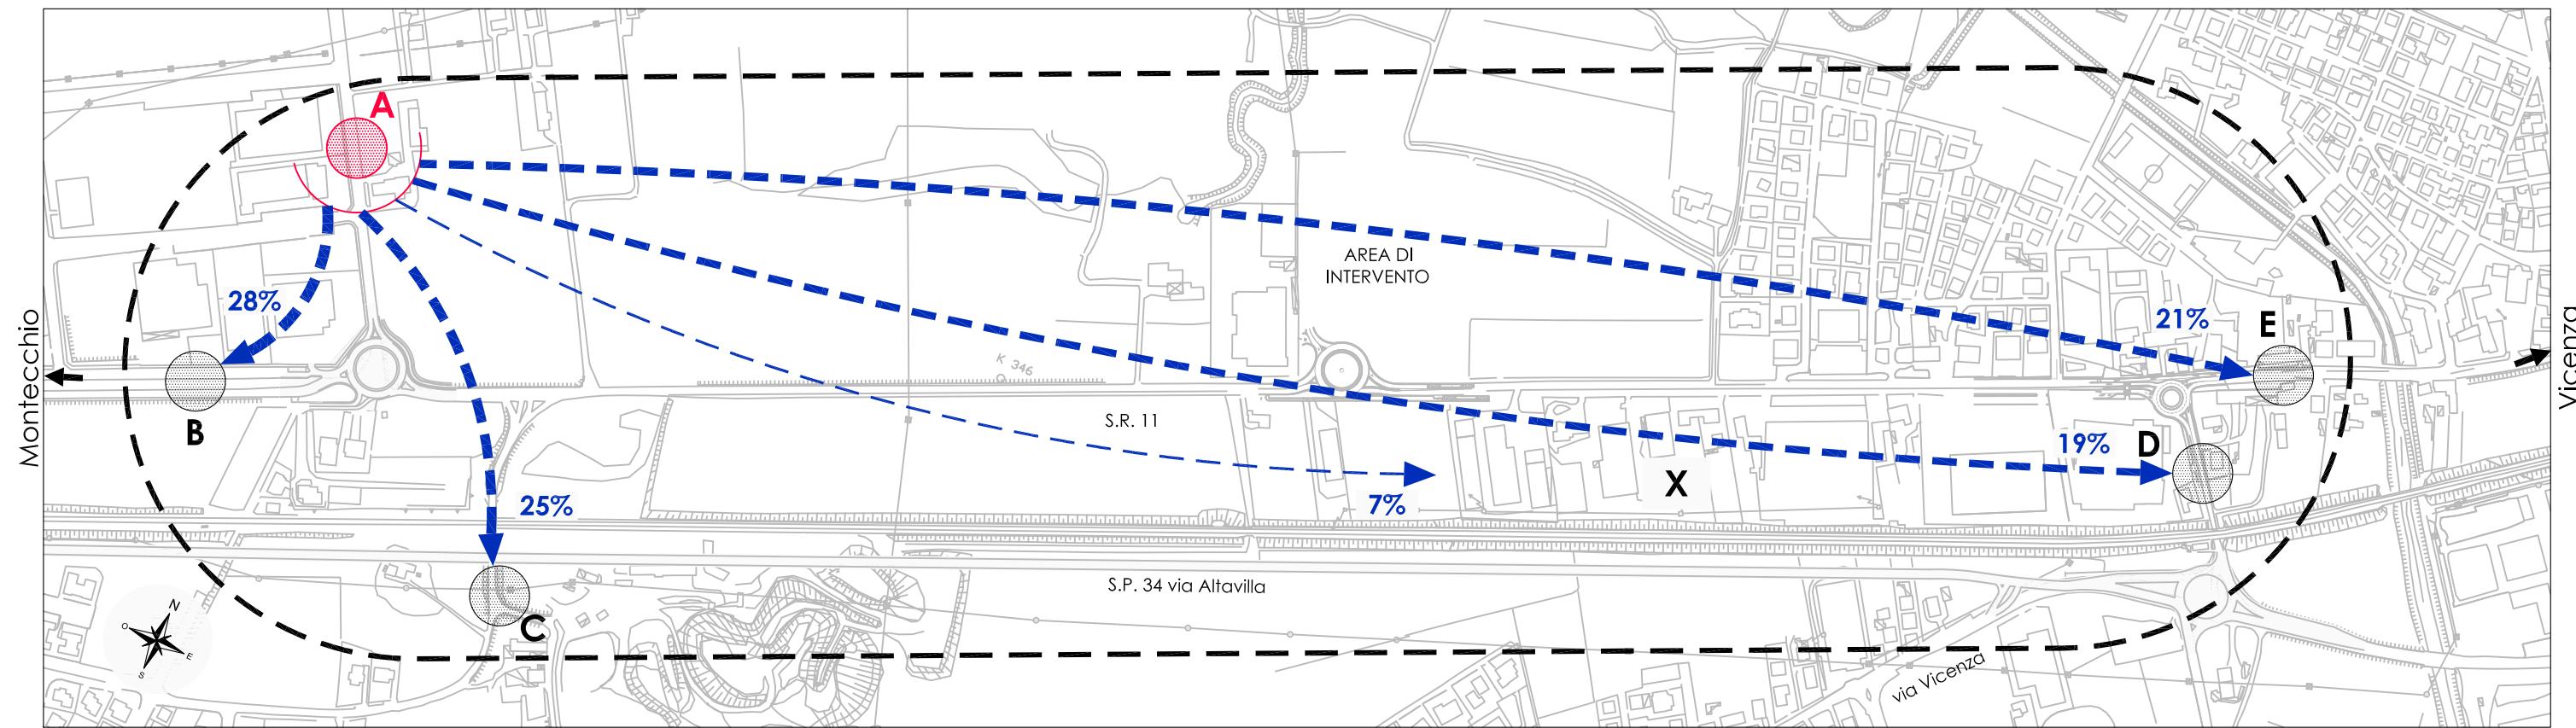 A
28%
AREA DI
INTERVENTO
21%
E
Montecchio
Vicenza
K 346
B
S.R. 11
19%
D
X
25%
7%
S.P. 34 via Altavilla
C
N
O
E
S
via Vicenza